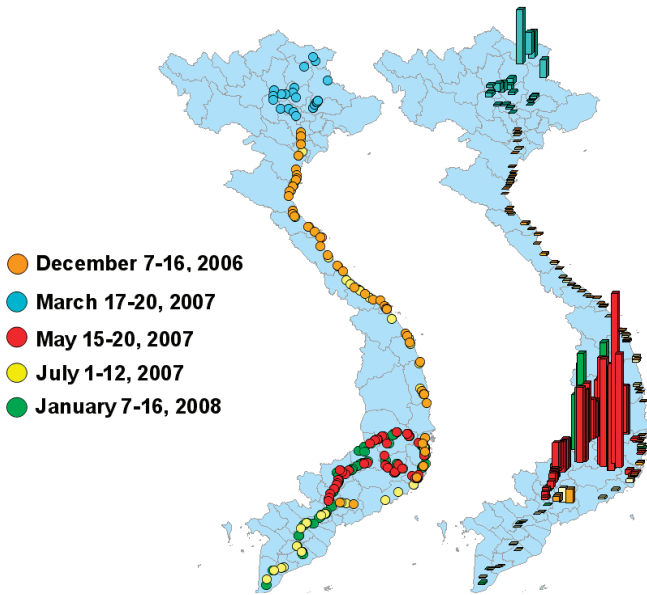 December 7-16, 2006
March 17-20, 2007
May 15-20, 2007
July 1-12, 2007
January 7-16, 2008